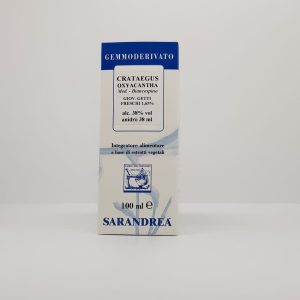 GEMMODERIVATO
CRATAEGUS
OXYACANTHA
Med - Biancospino
GIOV. GETTI
FRESCHI 1,63%
alc. 38% vol
anidro 38 ml
Integratore alimentare
a base di estratti vegetali
100 ml ℮
SARANDREA